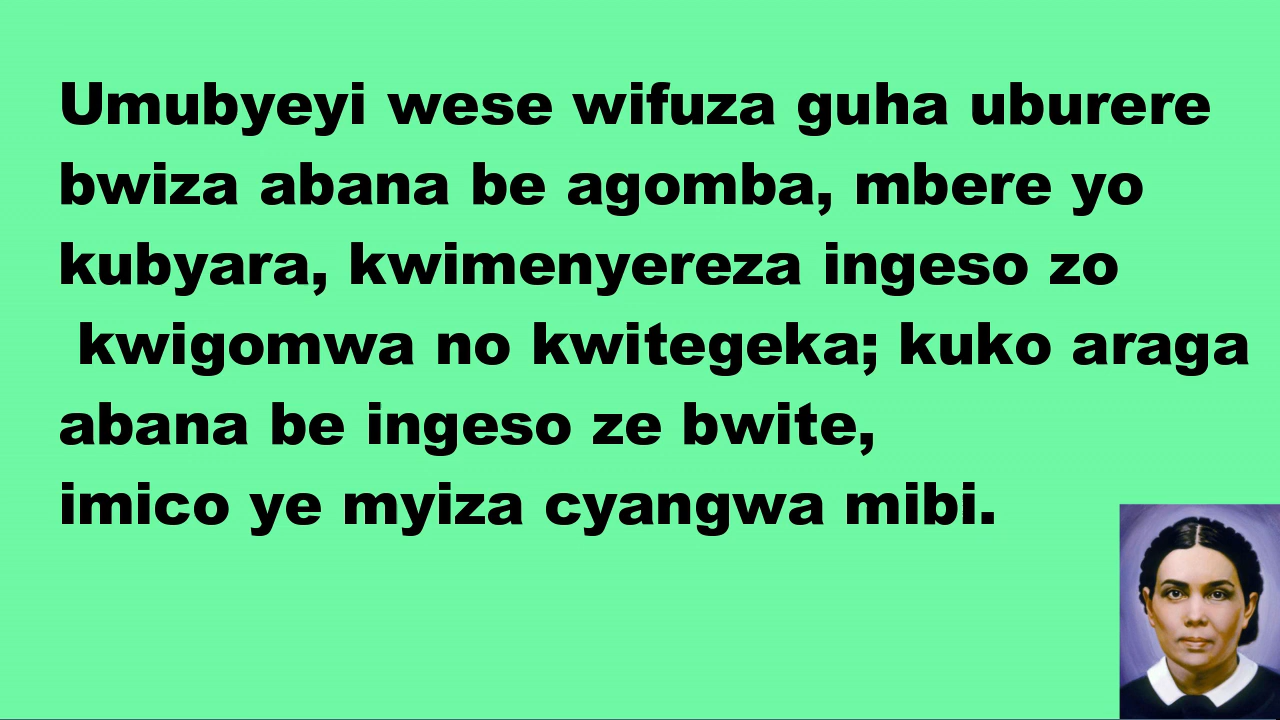 Umubyeyi wese wifuza guha uburere
bwiza abana be agomba, mbere yo
kubyara, kwimenyereza ingeso zo
kwigomwa no kwitegeka; kuko araga
abana be ingeso ze bwite,
imico ye myiza cyangwa mibi.